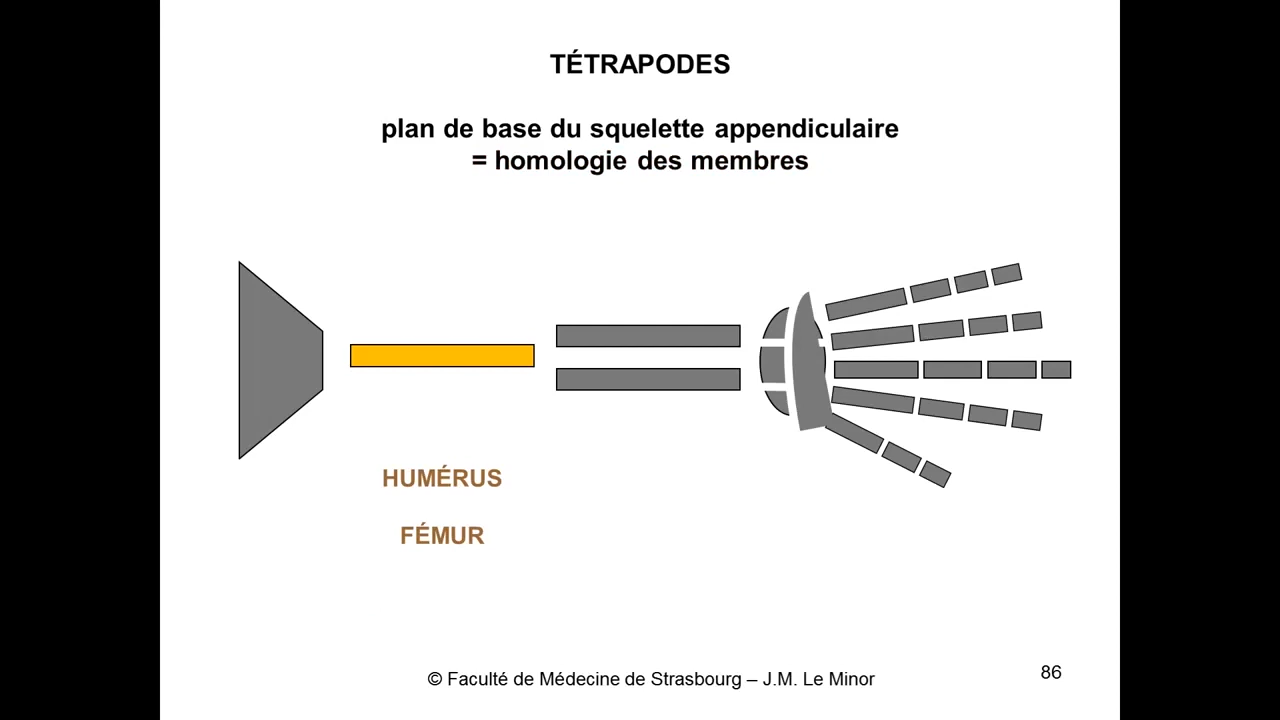 TÉTRAPODES
plan de base du squelette appendiculaire
= homologie des membres
HUMÉRUS
FÉMUR
© Faculté de Médecine de Strasbourg – J.M. Le Minor
86